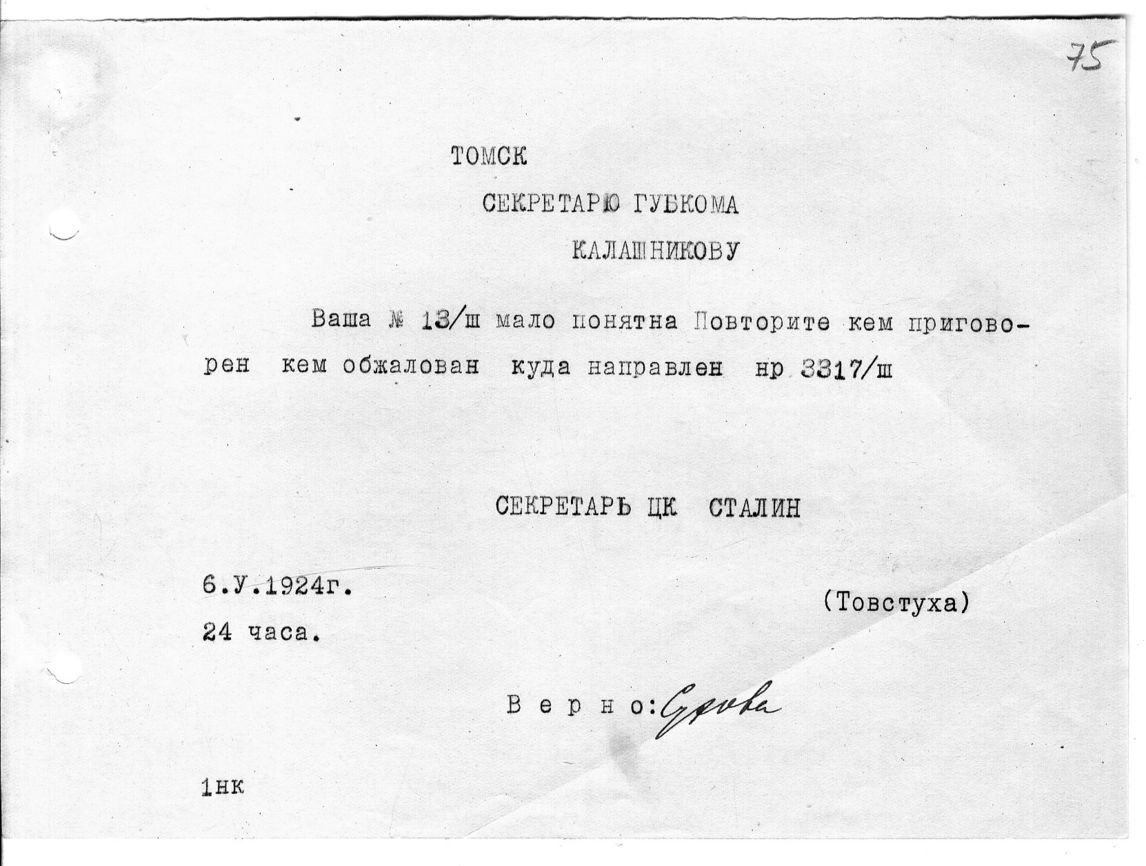 75
ТОМСК
СЕКРЕТАРЮ ГУБКОМА
КАЛАШНИКОВУ
Ваша № 13/ш мало понятна Повторите кем пригово-
рен кем обжалован куда направлен нр 3317/ш
СЕКРЕТАРЬ ЦК СТАЛИН
6.У.1924г.
(Товстуха)
24 часа.
В е р н о:
1нк